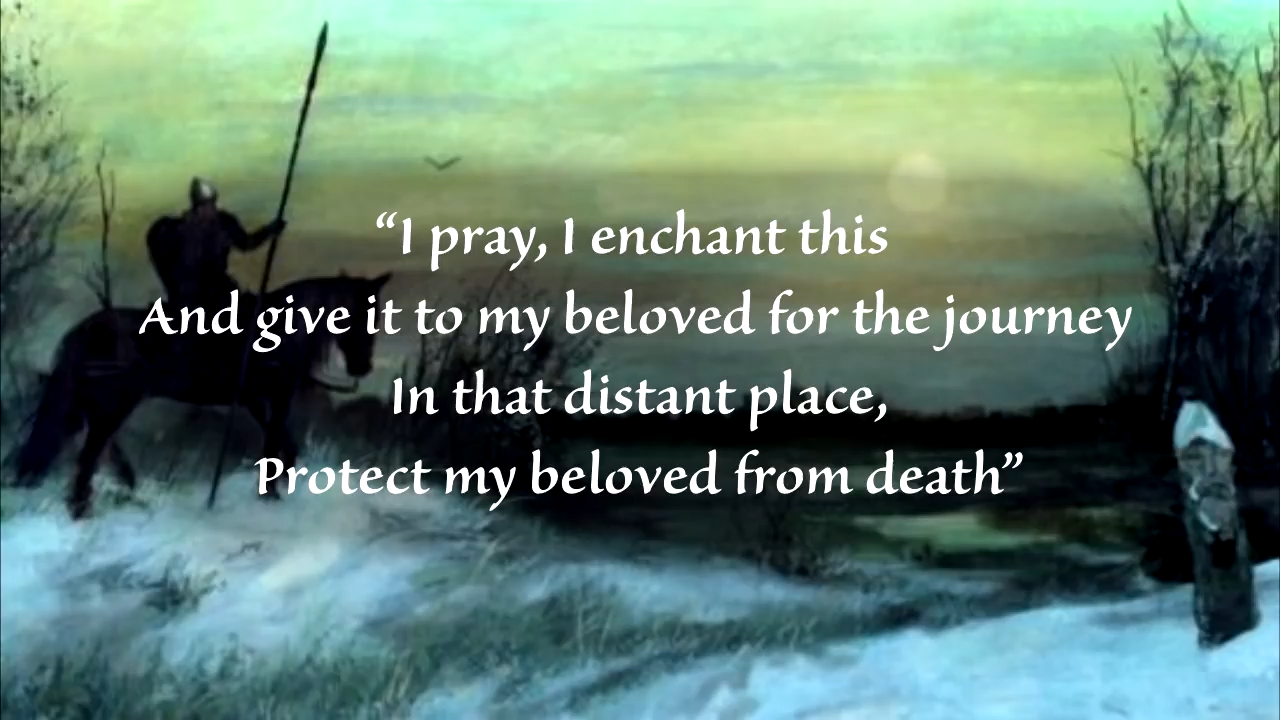 “I pray, I enchant this
And give it to my beloved for the journey
In that distant place,
Protect my beloved from death”